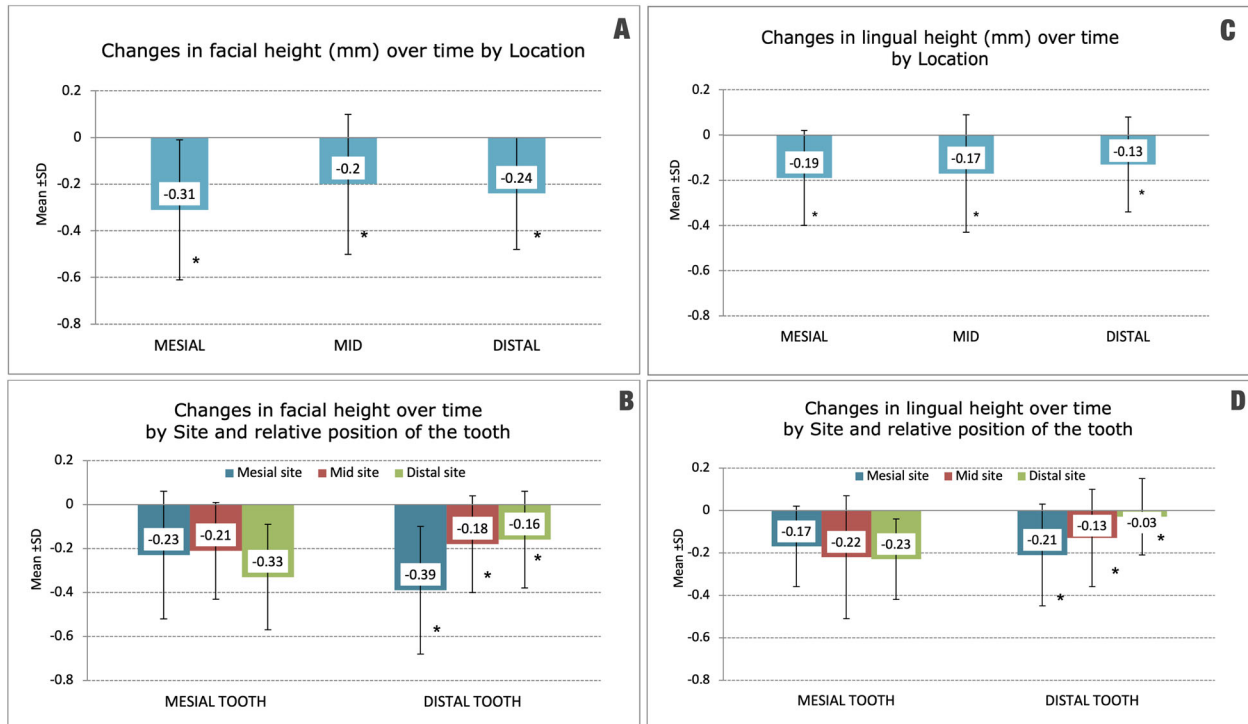 A
Changes in facial height (mm) over time by Location
Mean ±SD
0.2
0
-0.2
-0.4
-0.6
-0.8
-0.31
-0.2
-0.24
*
*
*
MESIAL
MID
DISTAL
C
Changes in lingual height (mm) over time
by Location
Mean ±SD
0.2
0
-0.2
-0.4
-0.6
-0.8
-0.19
-0.17
-0.13
*
*
*
MESIAL
MID
DISTAL
B
Changes in facial height over time
by Site and relative position of the tooth
Mesial site
Mid site
Distal site
Mean ±SD
0.2
0
-0.2
-0.4
-0.6
-0.8
-0.23
-0.21
-0.33
-0.39
-0.18
-0.16
*
*
*
MESIAL TOOTH
DISTAL TOOTH
D
Changes in lingual height over time
by Site and relative position of the tooth
Mesial site
Mid site
Distal site
Mean ±SD
0.2
0
-0.2
-0.4
-0.6
-0.8
-0.17
-0.22
-0.23
-0.21
-0.13
-0.03
*
*
*
MESIAL TOOTH
DISTAL TOOTH